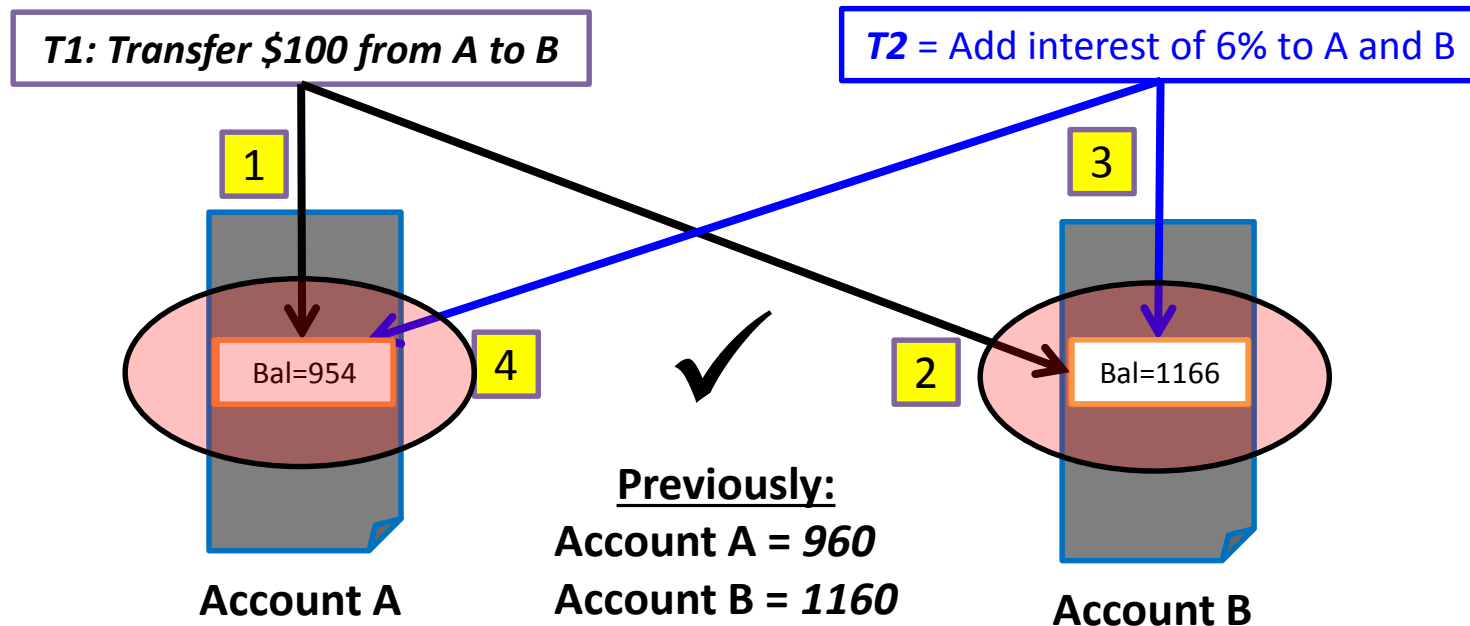 T1: Transfer $100 from A to B
T2 = Add interest of 6% to A and B
1
3
Bal=954
4
2
Bal=1166
Previously:
Account A = 960
Account B = 1160
Account A
Account B